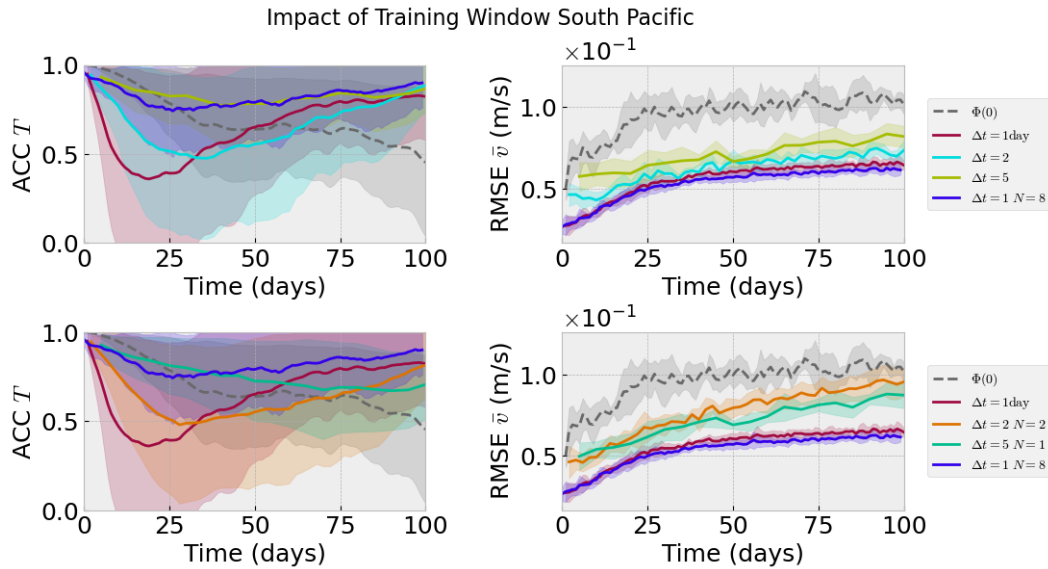 Impact of Training Window South Pacific
×10⁻¹
1.0
0.5
0.0
ACC T
0 25 50 75 100
Time (days)
1.0
0.5
RMSE v̄ (m/s)
0 25 50 75 100
Time (days)
Φ(0)
Δt = 1day
Δt = 2
Δt = 5
Δt = 1 N = 8
×10⁻¹
1.0
0.5
0.0
ACC T
0 25 50 75 100
Time (days)
1.0
0.5
RMSE v̄ (m/s)
0 25 50 75 100
Time (days)
Φ(0)
Δt = 1day
Δt = 2 N = 2
Δt = 5 N = 1
Δt = 1 N = 8